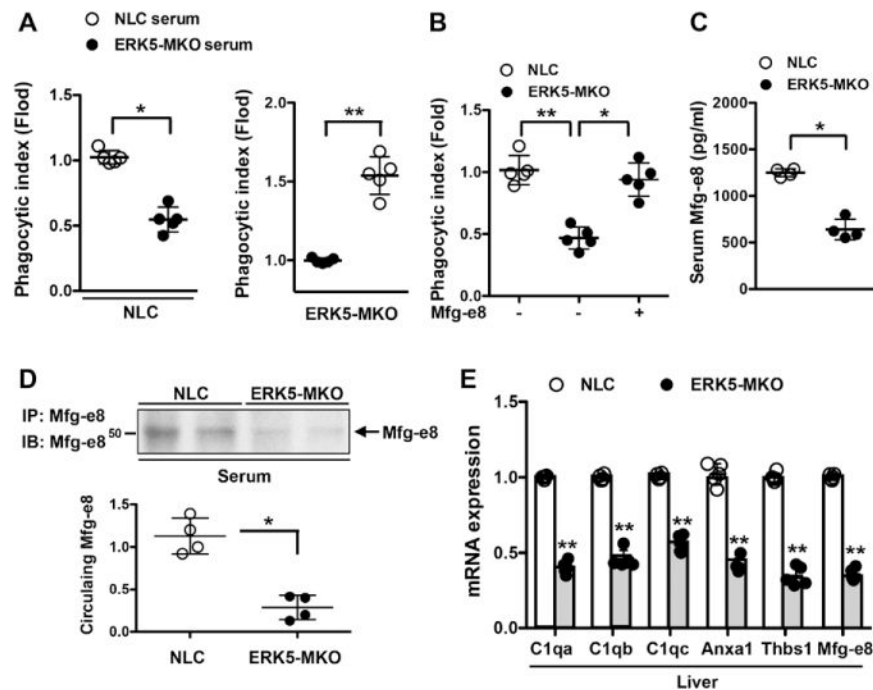 A
NLC serum
ERK5-MKO serum
Phagocytic index (Flod)
1.5
1.0
0.5
0.0
*
NLC
Phagocytic index (Flod)
2.0
1.5
1.0
**
ERK5-MKO
B
NLC
ERK5-MKO
Phagocytic index (Fold)
1.5
1.0
0.5
0.0
** *
Mfg-e8 - - +
C
NLC
ERK5-MKO
Serum Mfg-e8 (pg/ml)
2000
1500
1000
500
0
*
D
NLC ERK5-MKO
IP: Mfg-e8
IB: Mfg-e8
50
Mfg-e8
Serum
Circulaing Mfg-e8
1.5
1.0
0.5
0.0
*
NLC ERK5-MKO
E
NLC ERK5-MKO
mRNA expression
1.5
1.0
0.5
0.0
** ** ** ** ** **
C1qa C1qb C1qc Anxa1 Thbs1 Mfg-e8
Liver